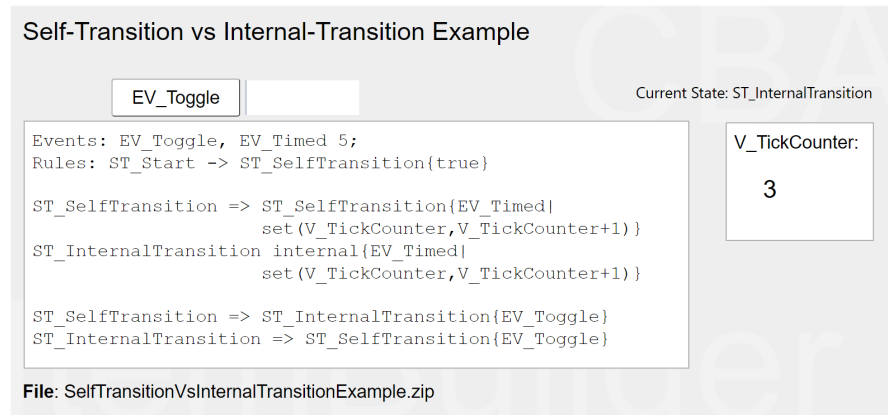 Self-Transition vs Internal-Transition Example
EV_Toggle
Current State: ST_InternalTransition
Events: EV_Toggle, EV_Timed 5;
Rules: ST_Start -> ST_SelfTransition{true}
ST_SelfTransition => ST_SelfTransition{EV_Timed|
set(V_TickCounter,V_TickCounter+1)}
ST_InternalTransition internal{EV_Timed|
set(V_TickCounter,V_TickCounter+1)}
ST_SelfTransition => ST_InternalTransition{EV_Toggle}
ST_InternalTransition => ST_SelfTransition{EV_Toggle}
V_TickCounter:
3
File: SelfTransitionVsInternalTransitionExample.zip